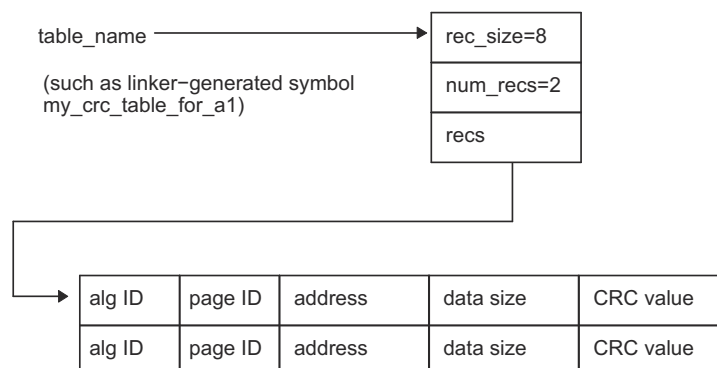 table_name
rec_size=8
(such as linker−generated symbol
my_crc_table_for_a1)
num_recs=2
recs
alg ID page ID address data size CRC value
alg ID page ID address data size CRC value